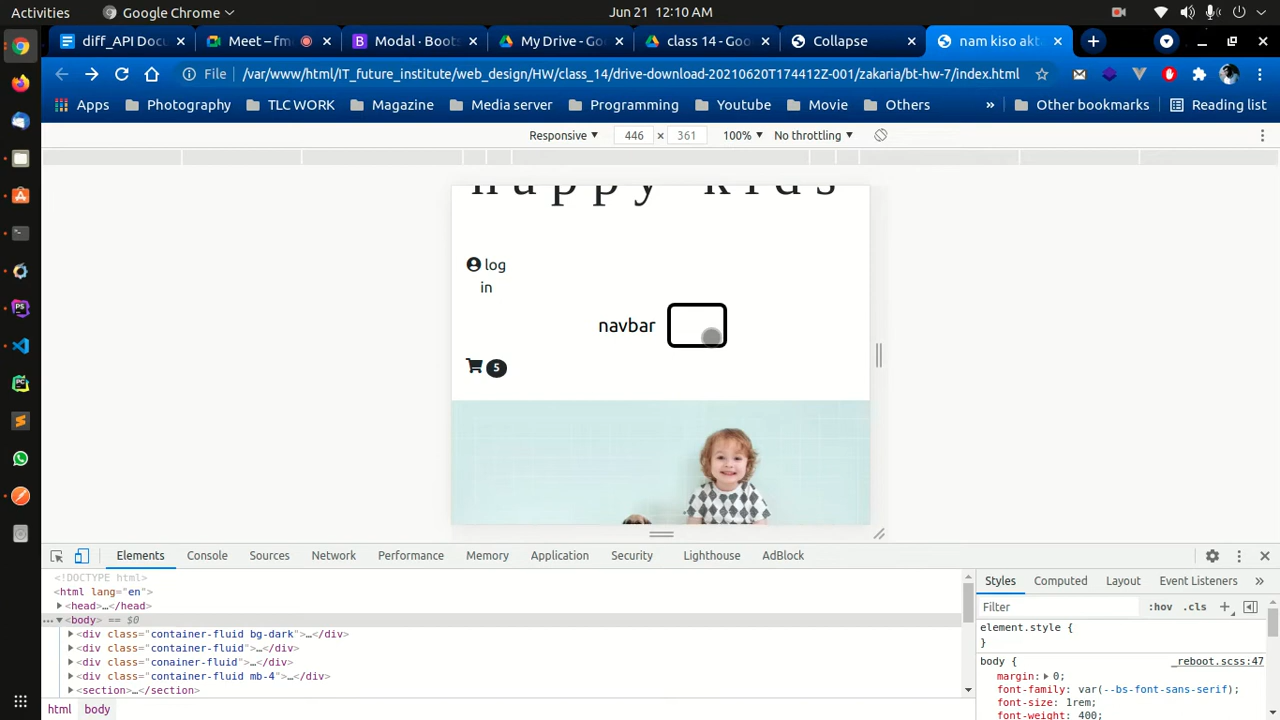 Activities Google Chrome Jun 21 12:10 AM
diff_API Docu Meet – fm Modal · Boots My Drive - Go class 14 - Goo Collapse nam kiso akt
File /var/www/html/IT_future_institute/web_design/HW/class_14/drive-download-20210620T174412Z-001/zakaria/bt-hw-7/index.html
Apps Photography TLC WORK Magazine Media server Programming Youtube Movie Others » Other bookmarks Reading list
Responsive 446 × 361 100% No throttling
happy kids
log
in
navbar
5
Elements Console Sources Network Performance Memory Application Security Lighthouse AdBlock
<!DOCTYPE html>
<html lang="en">
<head>…</head>
<body> == $0
<div class="container-fluid bg-dark">…</div>
<div class="container-fluid">…</div>
<div class="conainer-fluid">…</div>
<div class="container-fluid mb-4">…</div>
<section>…</section>
html body
Styles Computed Layout Event Listeners »
Filter :hov .cls +
element.style {
}
body { _reboot.scss:47
margin: 0;
font-family: var(--bs-font-sans-serif);
font-size: 1rem;
font-weight: 400;